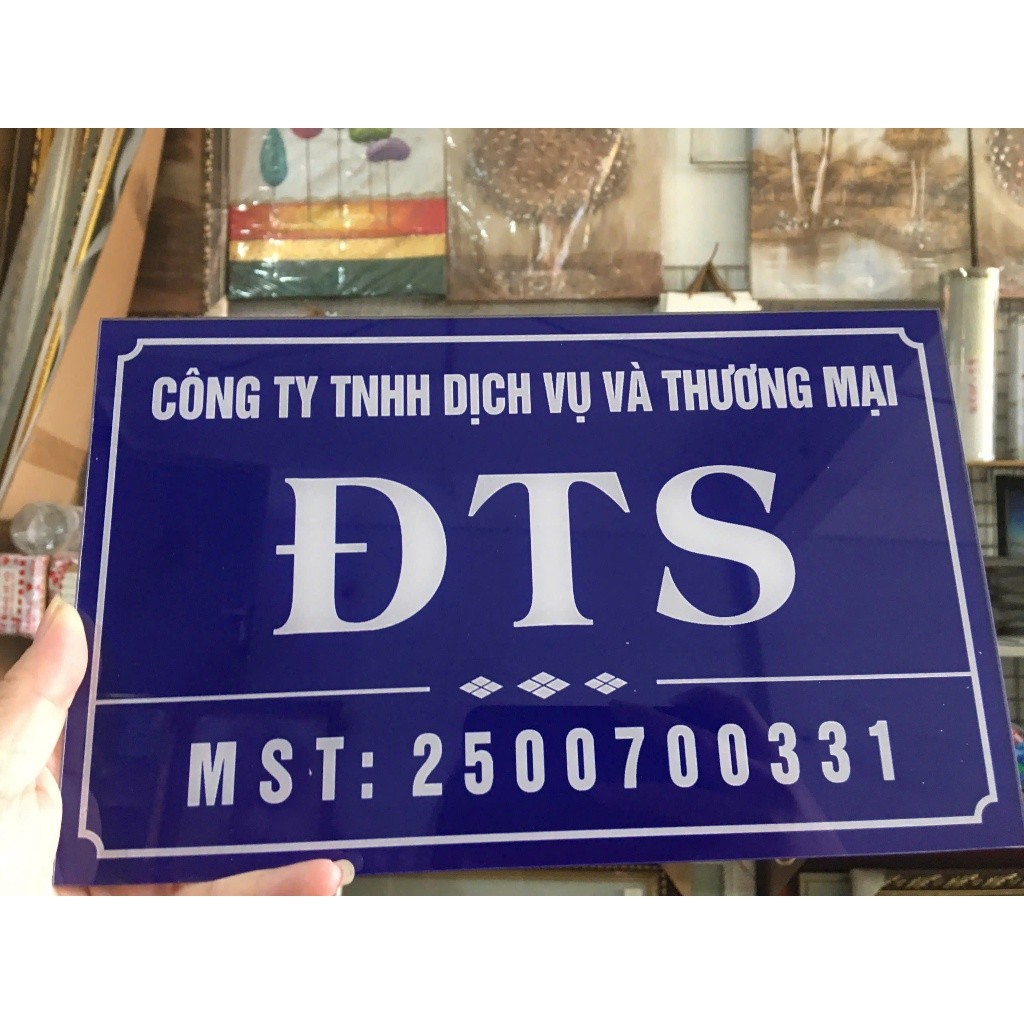 CÔNG TY TNHH DỊCH VỤ VÀ THƯƠNG MẠI
ĐTS
MST: 2500700331